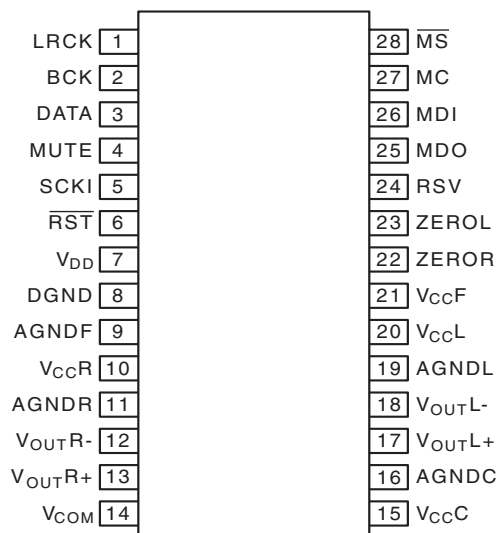 LRCK 1 28 M̅S̅
BCK 2 27 MC
DATA 3 26 MDI
MUTE 4 25 MDO
SCKI 5 24 RSV
R̅S̅T̅ 6 23 ZEROL
VDD 7 22 ZEROR
DGND 8 21 VCCF
AGNDF 9 20 VCCL
VCCR 10 19 AGNDL
AGNDR 11 18 VOUTL-
VOUTR- 12 17 VOUTL+
VOUTR+ 13 16 AGNDC
VCOM 14 15 VCCC